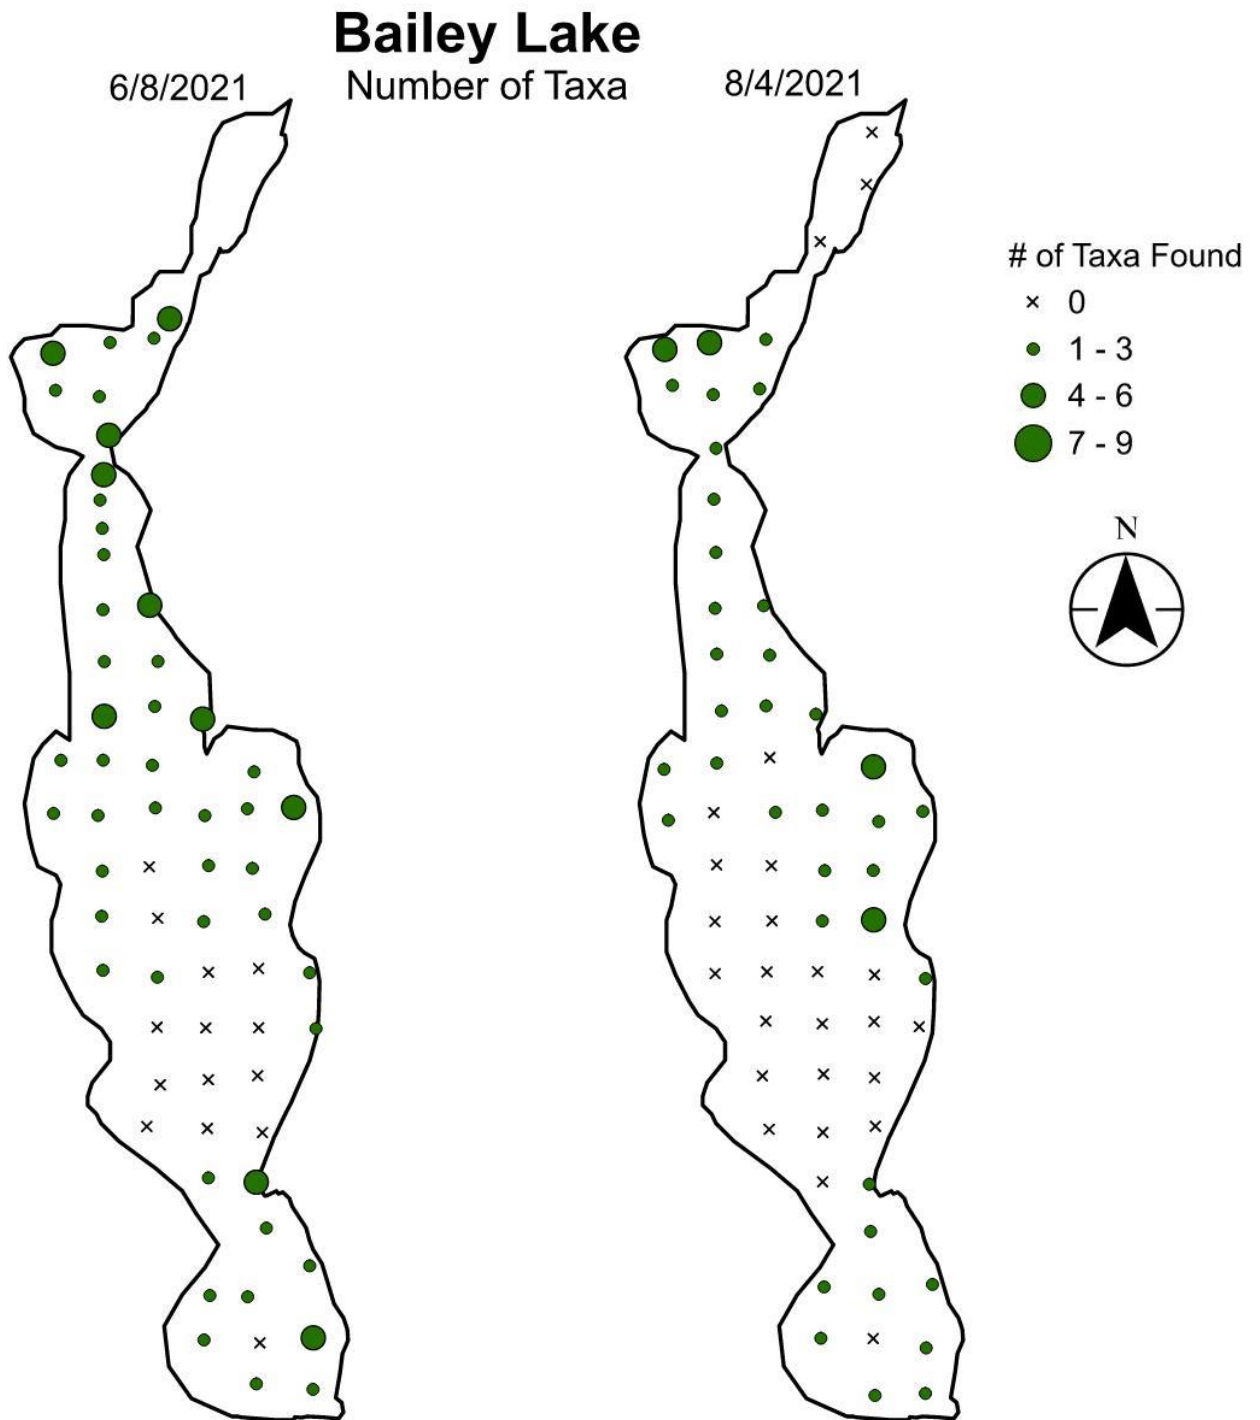 Bailey Lake
6/8/2021
Number of Taxa
8/4/2021
# of Taxa Found
0
1 - 3
4 - 6
7 - 9
N